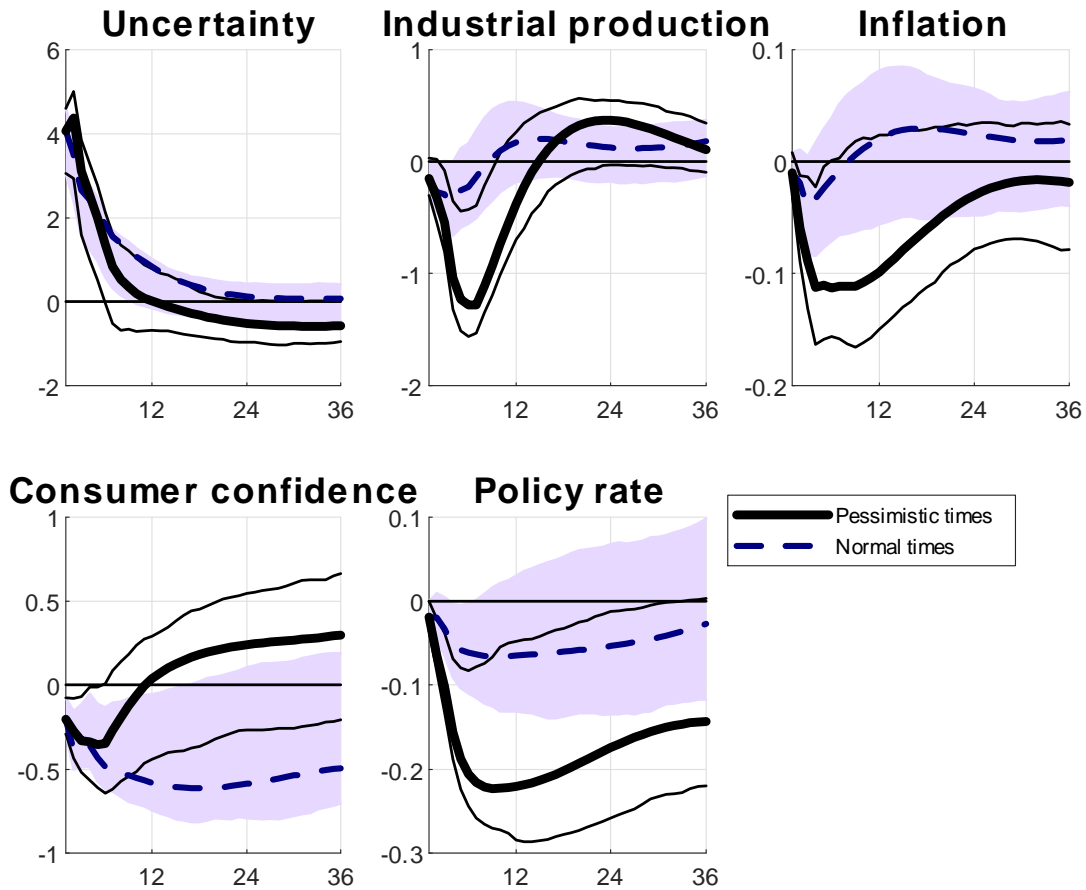 Uncertainty
6
4
2
0
-2
12 24 36
Industrial production
1
0
-1
-2
12 24 36
Inflation
0.1
0
-0.1
-0.2
12 24 36
Consumer confidence
1
0.5
0
-0.5
-1
12 24 36
Policy rate
0.1
0
-0.1
-0.2
-0.3
12 24 36
Pessimistic times
Normal times